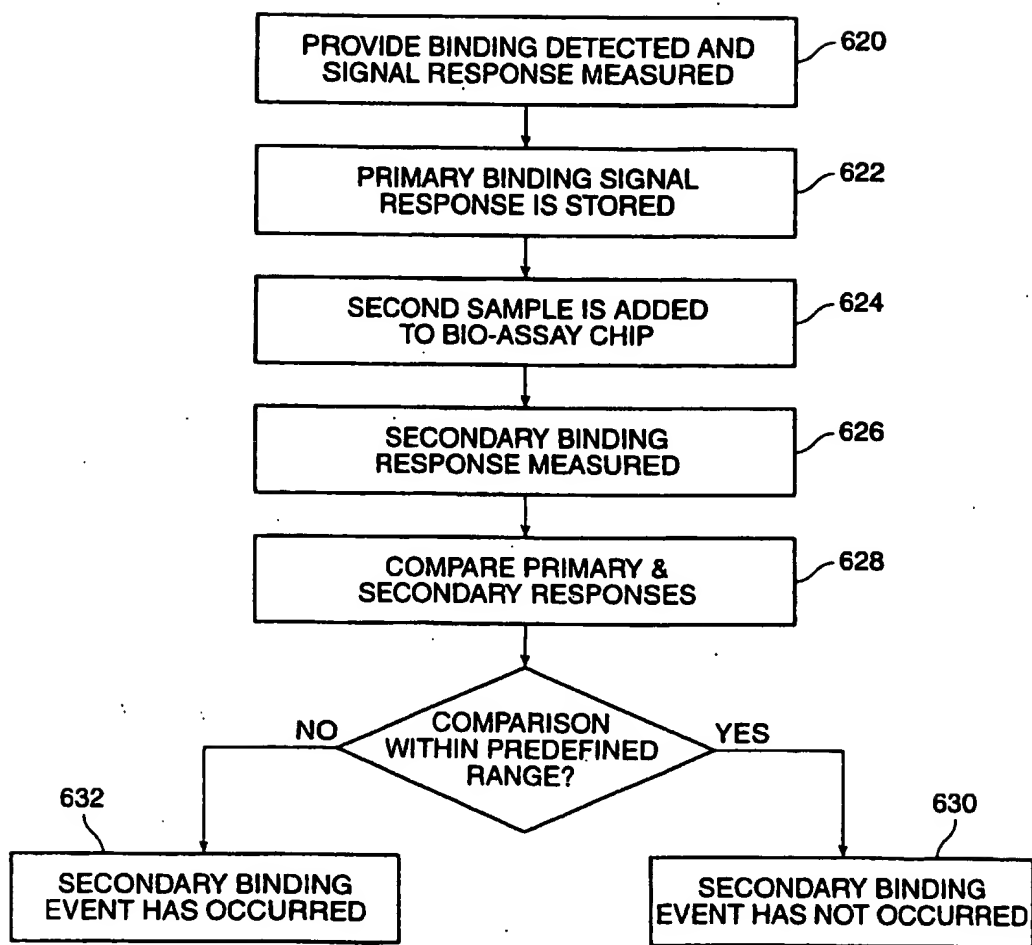 PROVIDE BINDING DETECTED AND
SIGNAL RESPONSE MEASURED
620
PRIMARY BINDING SIGNAL
RESPONSE IS STORED
622
SECOND SAMPLE IS ADDED
TO BIO-ASSAY CHIP
624
SECONDARY BINDING
RESPONSE MEASURED
626
COMPARE PRIMARY &
SECONDARY RESPONSES
628
NO
COMPARISON
WITHIN PREDEFINED
RANGE?
YES
632
SECONDARY BINDING
EVENT HAS OCCURRED
630
SECONDARY BINDING
EVENT HAS NOT OCCURRED